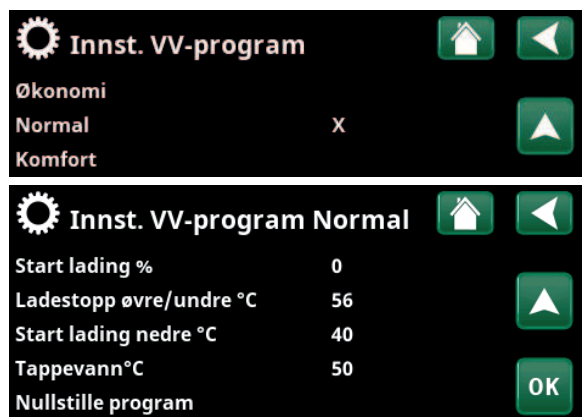 Innst. VV-program
Økonomi
Normal X
Komfort
Innst. VV-program Normal
Start lading % 0
Ladestopp øvre/undre °C 56
Start lading nedre °C 40
Tappevann°C 50
Nullstille program
OK